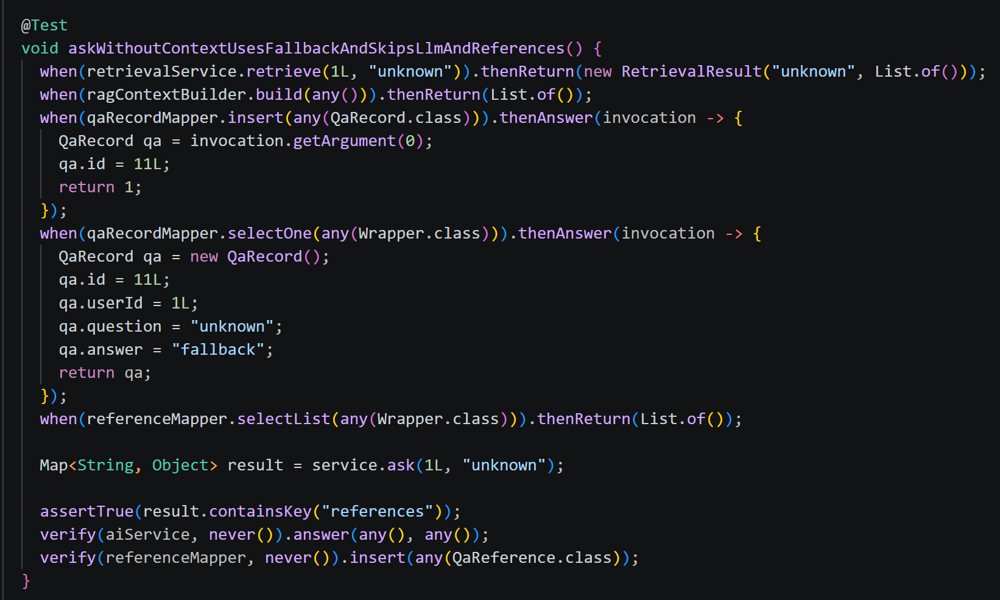 @Test
void askWithoutContextUsesFallbackAndSkipsLlmAndReferences() {
  when(retrievalService.retrieve(1L, "unknown")).thenReturn(new RetrievalResult("unknown", List.of()));
  when(ragContextBuilder.build(any())).thenReturn(List.of());
  when(qaRecordMapper.insert(any(QaRecord.class))).thenAnswer(invocation -> {
    QaRecord qa = invocation.getArgument(0);
    qa.id = 11L;
    return 1;
  });
  when(qaRecordMapper.selectOne(any(Wrapper.class))).thenAnswer(invocation -> {
    QaRecord qa = new QaRecord();
    qa.id = 11L;
    qa.userId = 1L;
    qa.question = "unknown";
    qa.answer = "fallback";
    return qa;
  });
  when(referenceMapper.selectList(any(Wrapper.class))).thenReturn(List.of());

  Map<String, Object> result = service.ask(1L, "unknown");

  assertTrue(result.containsKey("references"));
  verify(aiService, never()).answer(any(), any());
  verify(referenceMapper, never()).insert(any(QaReference.class));
}